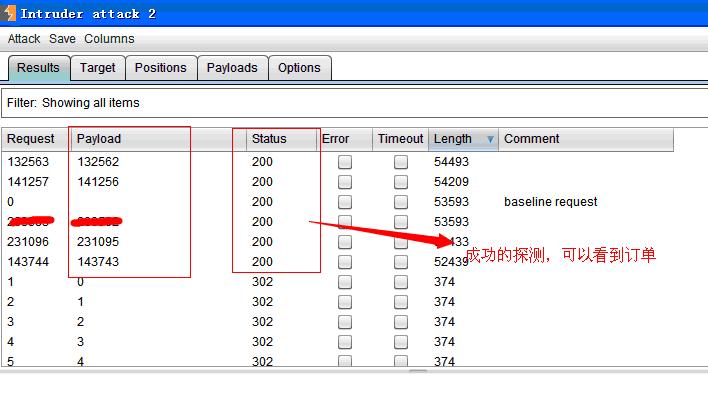 Intruder attack 2
Attack Save Columns
Results Target Positions Payloads Options
Filter: Showing all items
Request Payload Status Error Timeout Length Comment
132563 132562 200 54493
141257 141256 200 54209
0 200 53593 baseline request
200 53593
231096 231095 200 433
成功的探测，可以看到订单
143744 143743 200 52439
1 0 302 374
2 1 302 374
3 2 302 374
4 3 302 374
5 4 302 374